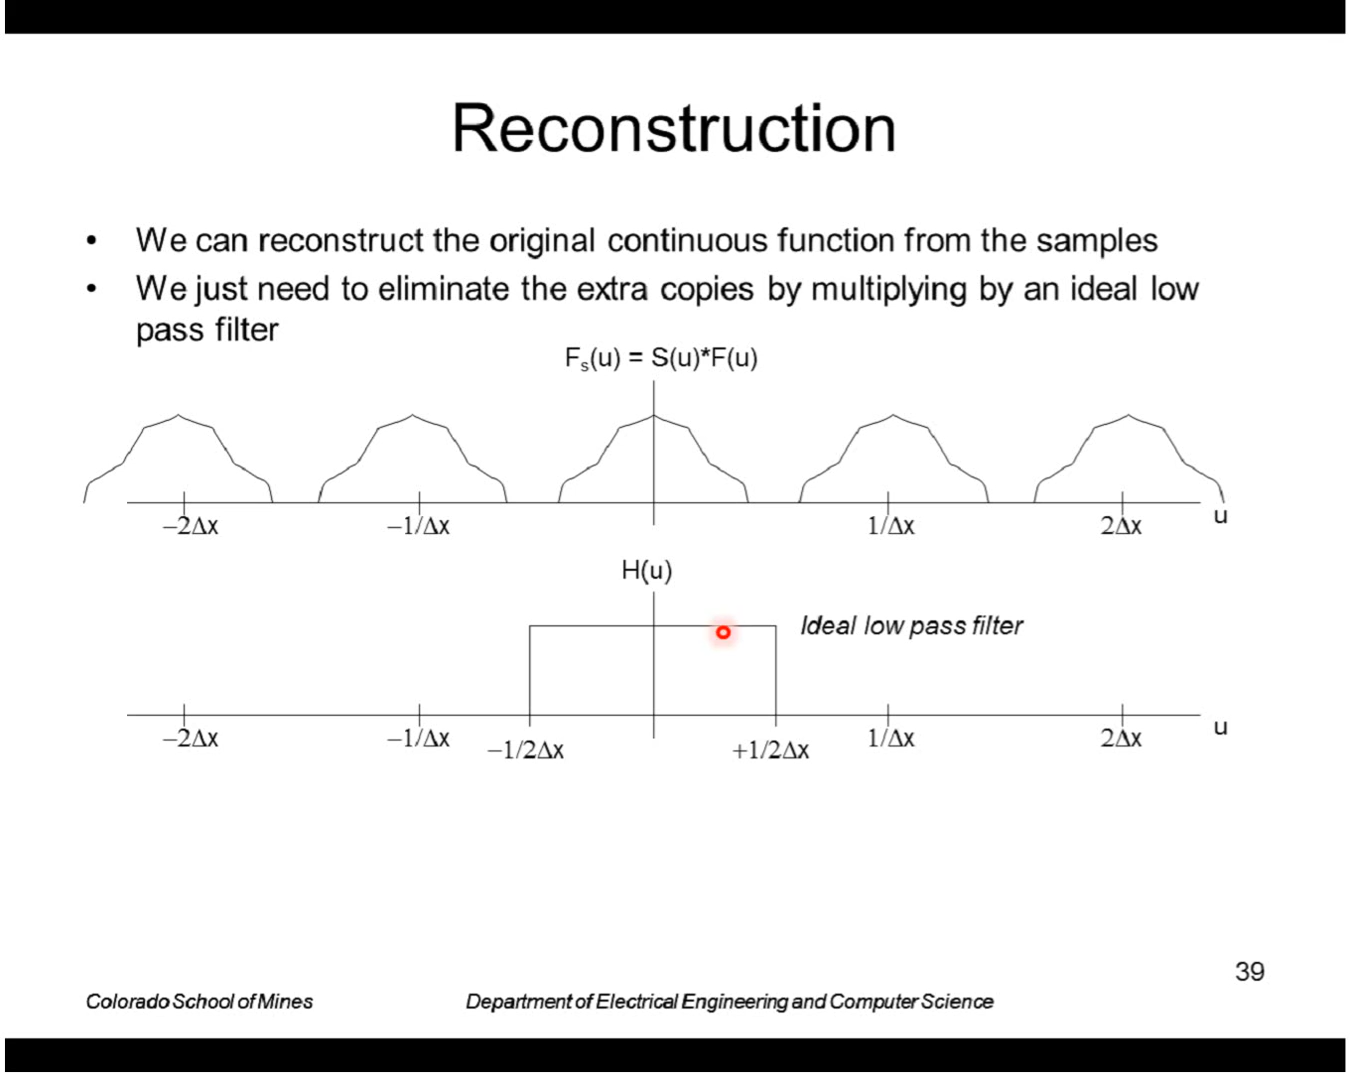 Reconstruction
• We can reconstruct the original continuous function from the samples
• We just need to eliminate the extra copies by multiplying by an ideal low
pass filter
Fs(u) = S(u)*F(u)
–2Δx –1/Δx 1/Δx 2Δx u
H(u)
Ideal low pass filter
–2Δx –1/Δx –1/2Δx +1/2Δx 1/Δx 2Δx u
39
Colorado School of Mines Department of Electrical Engineering and Computer Science